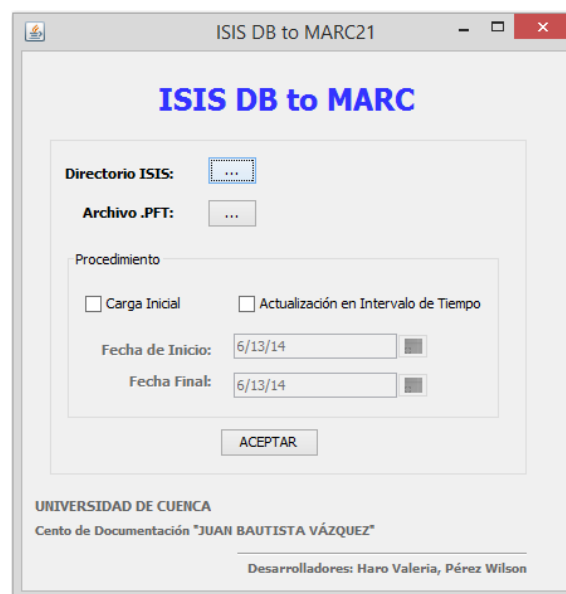 ISIS DB to MARC21
ISIS DB to MARC
Directorio ISIS: ...
Archivo .PFT: ...
Procedimiento
Carga Inicial Actualización en Intervalo de Tiempo
Fecha de Inicio: 6/13/14
Fecha Final: 6/13/14
ACEPTAR
UNIVERSIDAD DE CUENCA
Cento de Documentación "JUAN BAUTISTA VÁZQUEZ"
Desarrolladores: Haro Valeria, Pérez Wilson